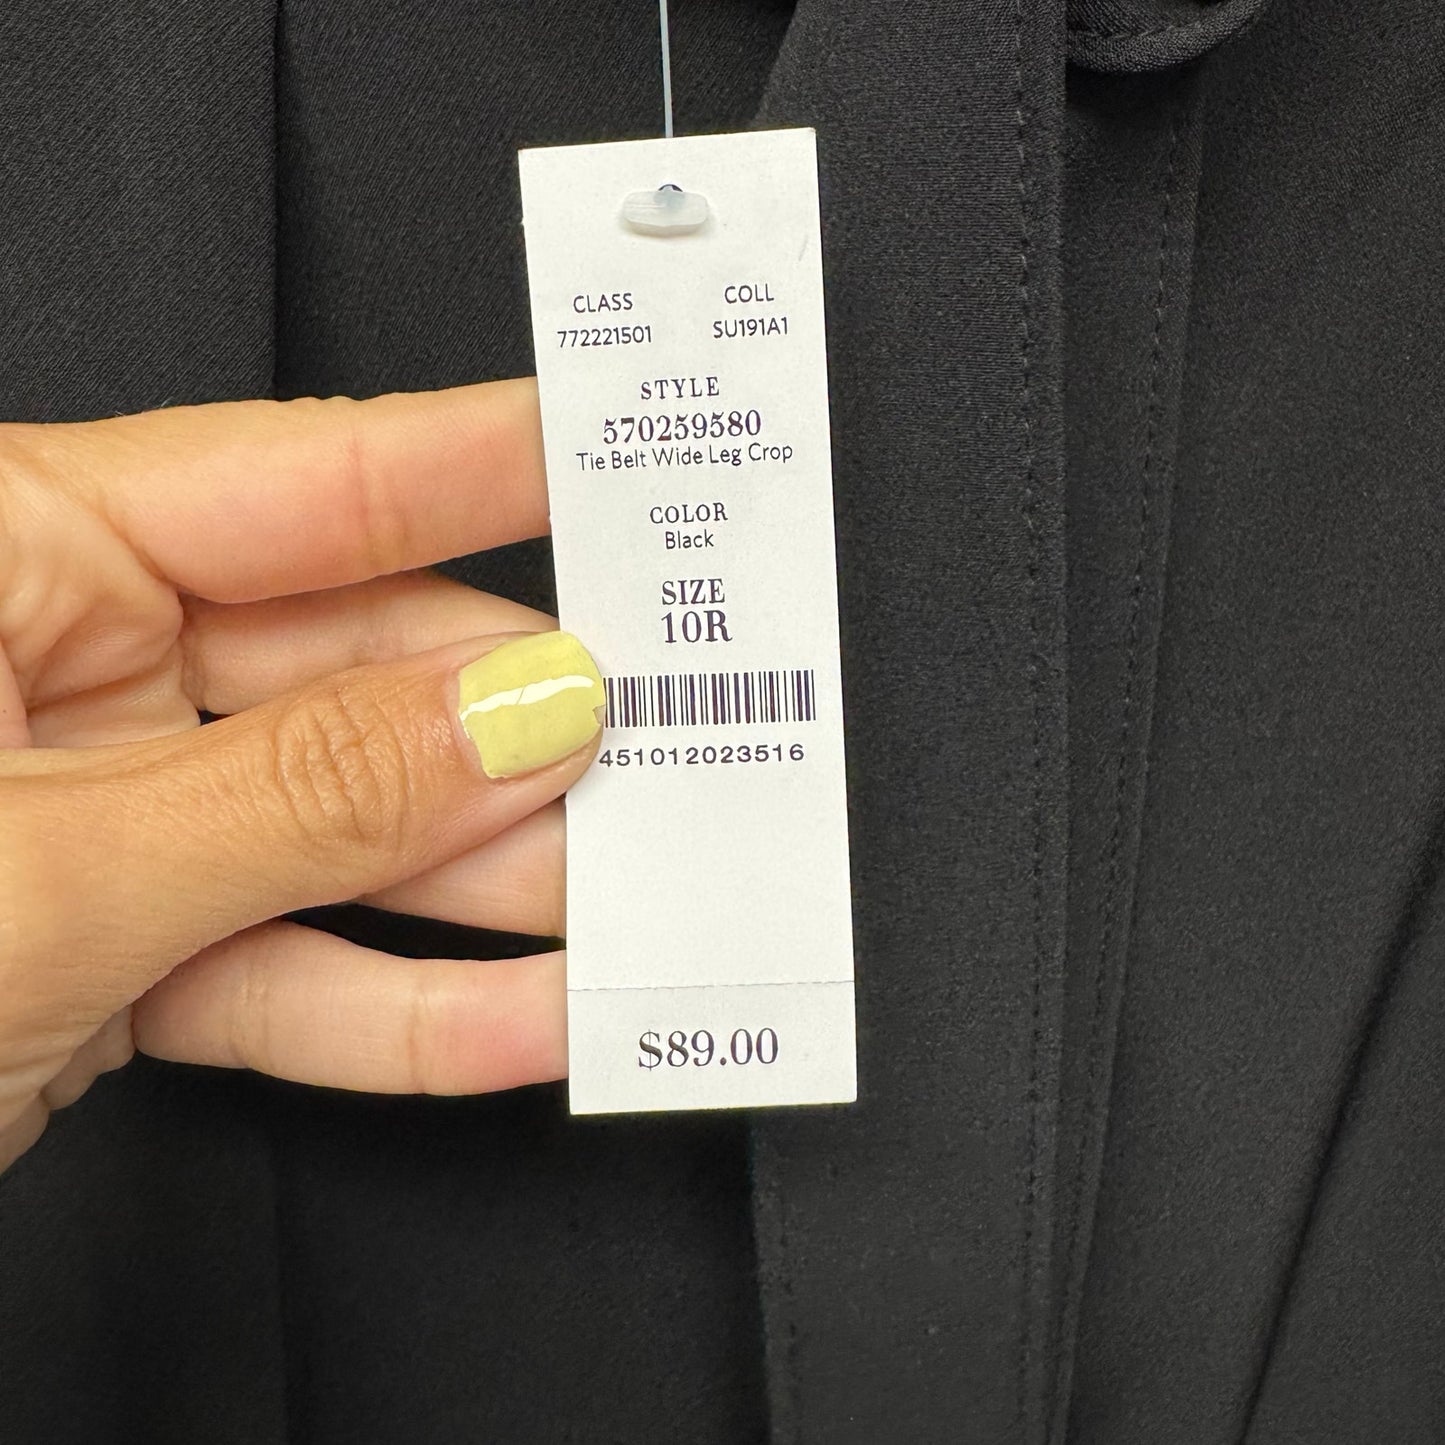 CLASS COLL
772221501 SU191A1
STYLE
570259580
Tie Belt Wide Leg Crop
COLOR
Black
SIZE
10R
451012023516
$89.00